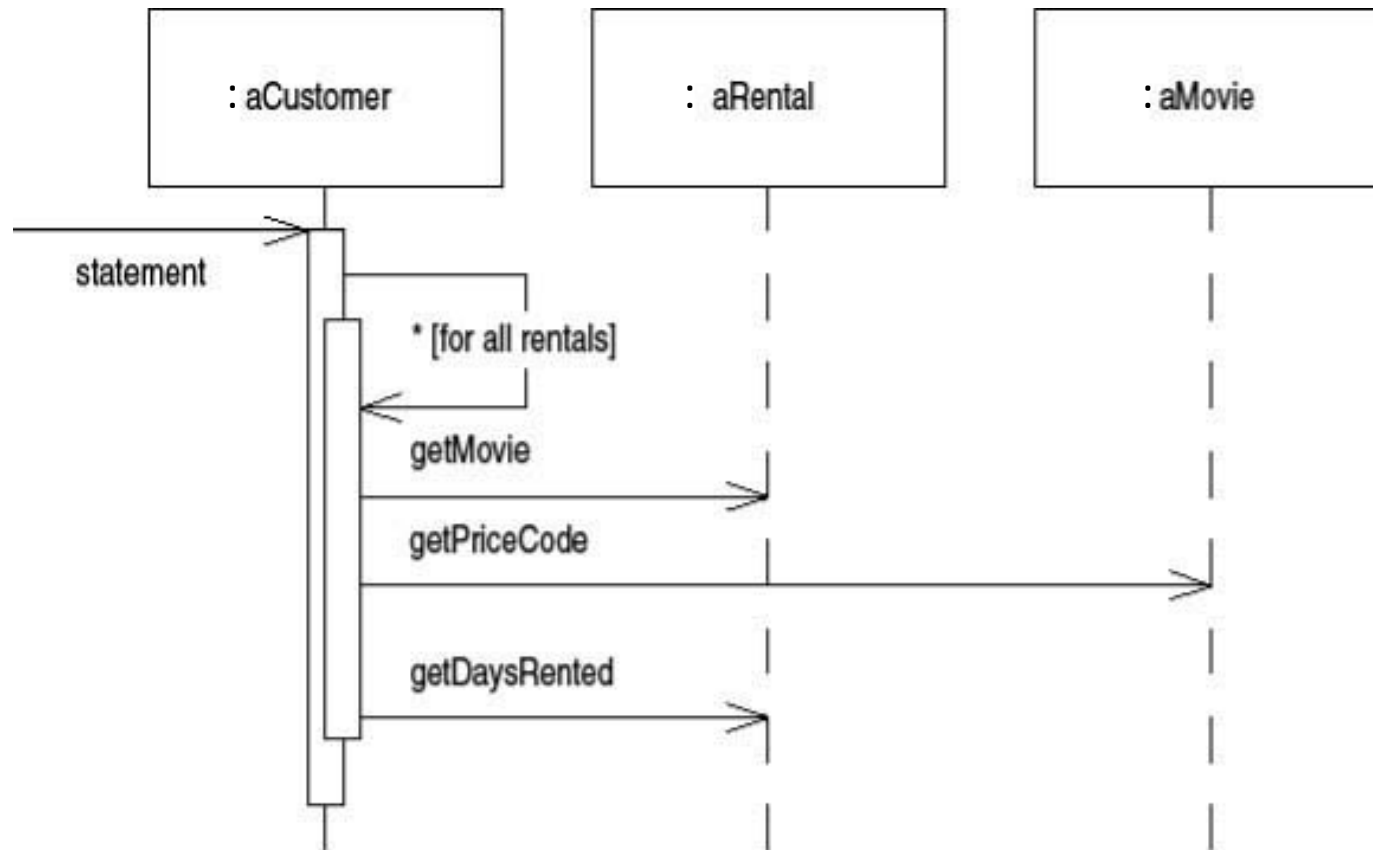 : aCustomer
: aRental
: aMovie
statement
* [for all rentals]
getMovie
getPriceCode
getDaysRented